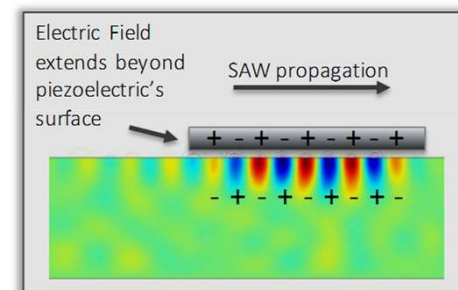 Electric Field
extends beyond
piezoelectric's
surface
SAW propagation
+ - + - + - + - +
- + - + - + - + -